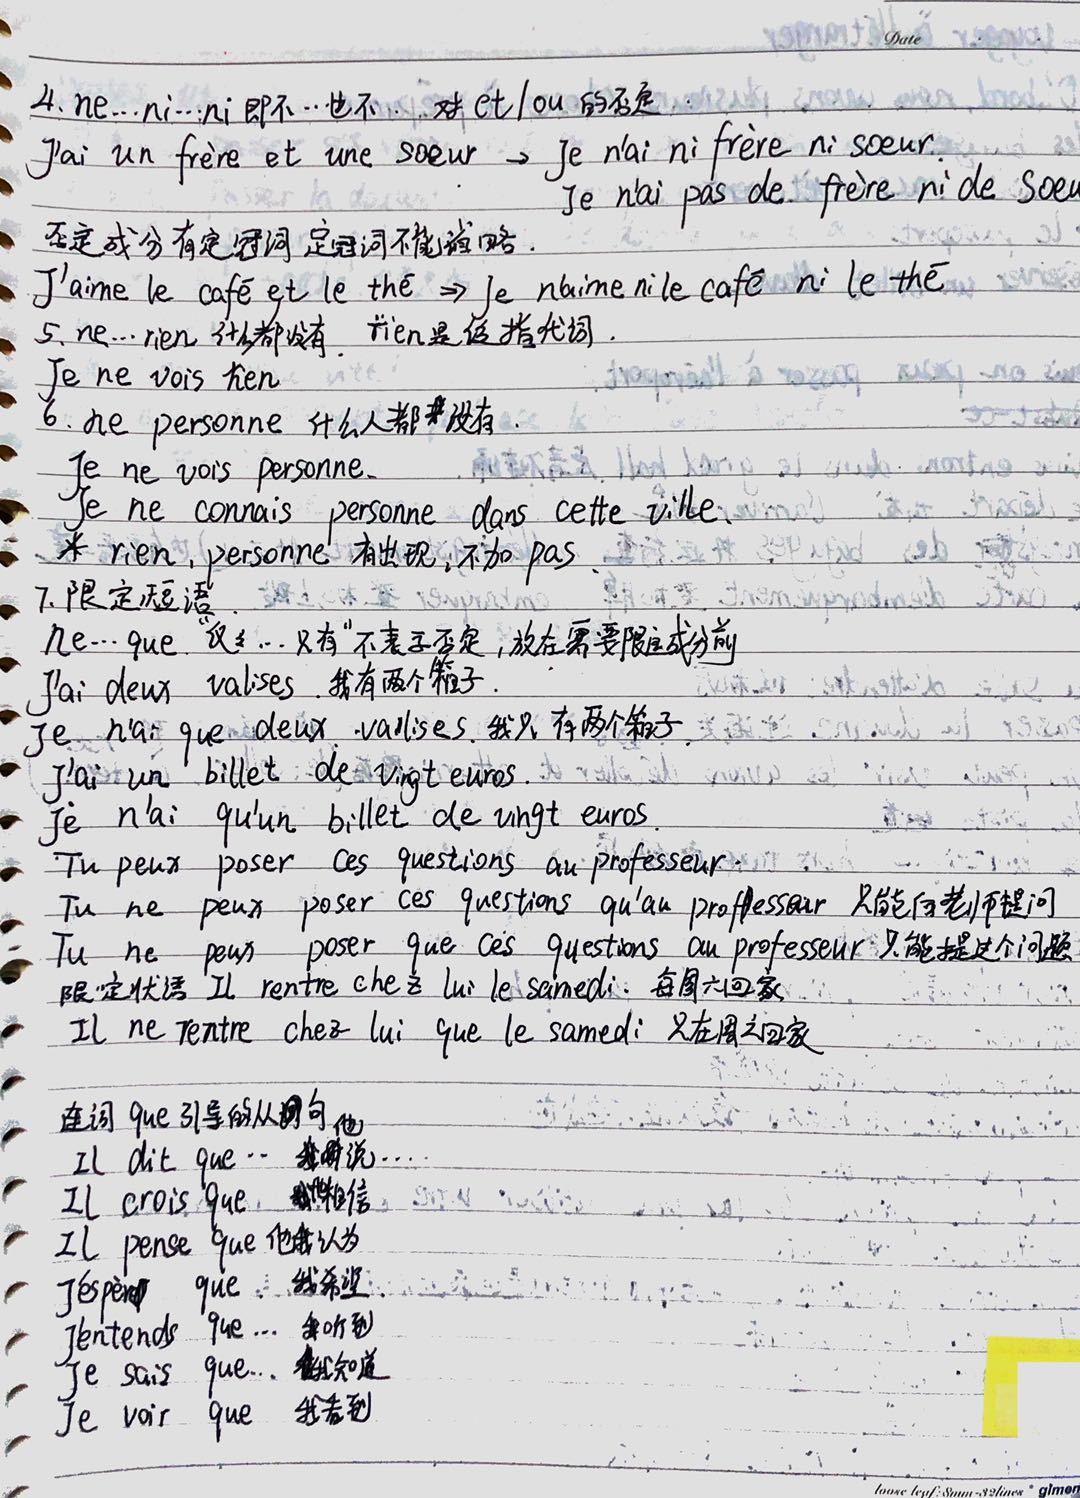 Date
4. ne...ni...ni 即不...也不... 对 et/ou 的否定.
J'ai un frère et une soeur → Je n'ai ni frère ni soeur.
Je n'ai pas de frère ni de soeu
否定成分有定冠词 定冠词不能省略.
J'aime le café et le thé ⇒ Je n'aime ni le café ni le thé
5. ne...rien 什么都没有. rien是泛指代词.
Je ne vois rien
6. ne personne 什么人都没有.
Je ne vois personne.
Je ne connais personne dans cette ville.
* rien, personne 有出现,不加 pas.
7. 限定短语.
ne...que "仅...只有"不表示否定,放在需要限定成分前
J'ai deux valises. 我有两个箱子.
Je n'ai que deux valises. 我只有两个箱子
J'ai un billet de vingt euros.
Je n'ai qu'un billet de vingt euros.
Tu peux poser ces questions au professeur.
Tu ne peux poser ces questions qu'au professeur 只能向老师提问
Tu ne peux poser que ces questions au professeur 只能提这个问题
限定状语 Il rentre chez lui le samedi. 每周六回家
Il ne rentre chez lui que le samedi 只在周六回家
连词 que 引导的从句
Il dit que .. 他说....
Il crois que 相信
Il pense que 他认为
J'espère que .. 我希望.
J'entends que... 我听到
Je sais que... 我知道
Je voir que 我看到
loose leaf: 8mm-32lines